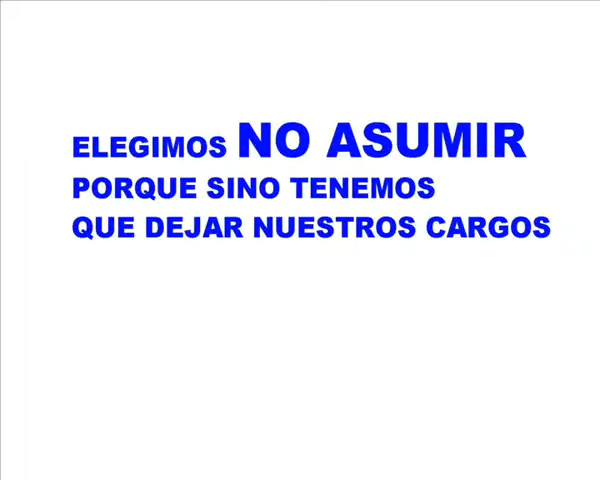 ELEGIMOS NO ASUMIR
PORQUE SINO TENEMOS
QUE DEJAR NUESTROS CARGOS